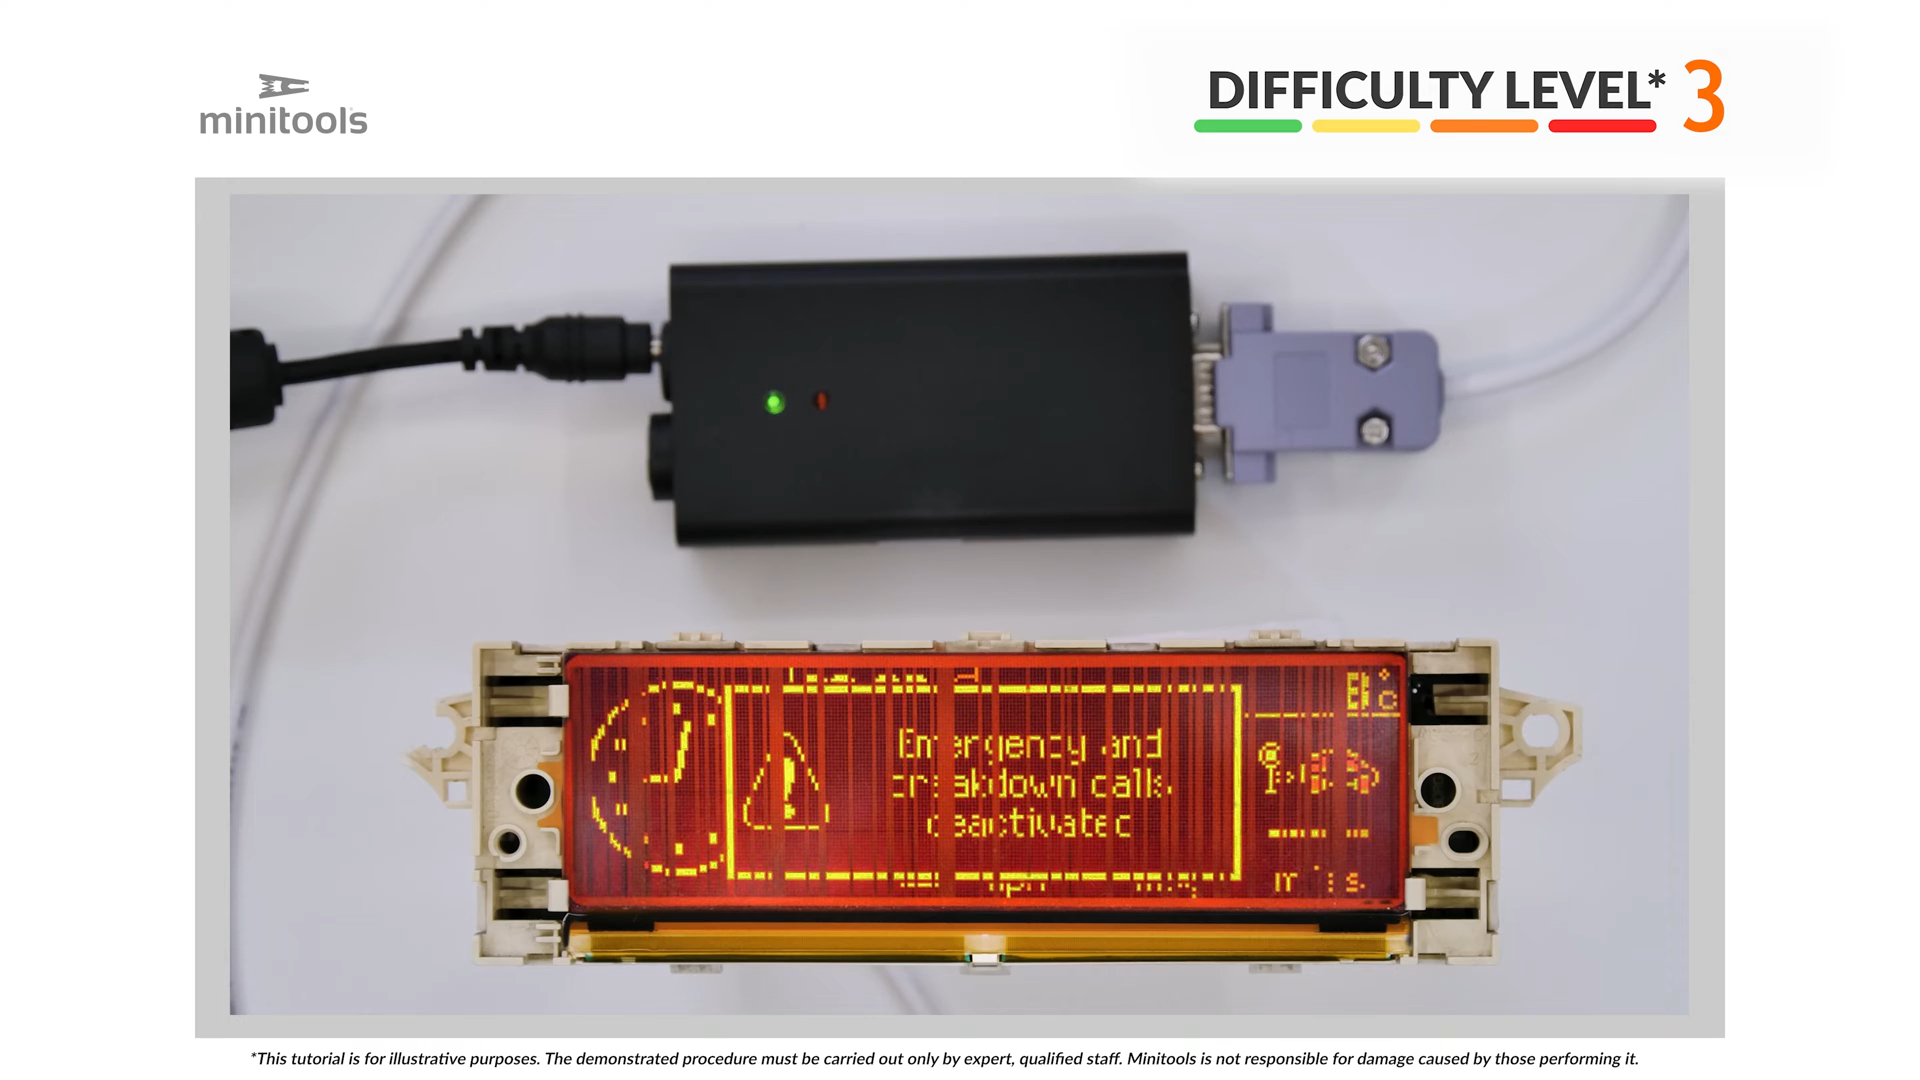 minitools
DIFFICULTY LEVEL* 3
Emergency and
breakdown calls
deactivated
*This tutorial is for illustrative purposes. The demonstrated procedure must be carried out only by expert, qualified staff. Minitools is not responsible for damage caused by those performing it.